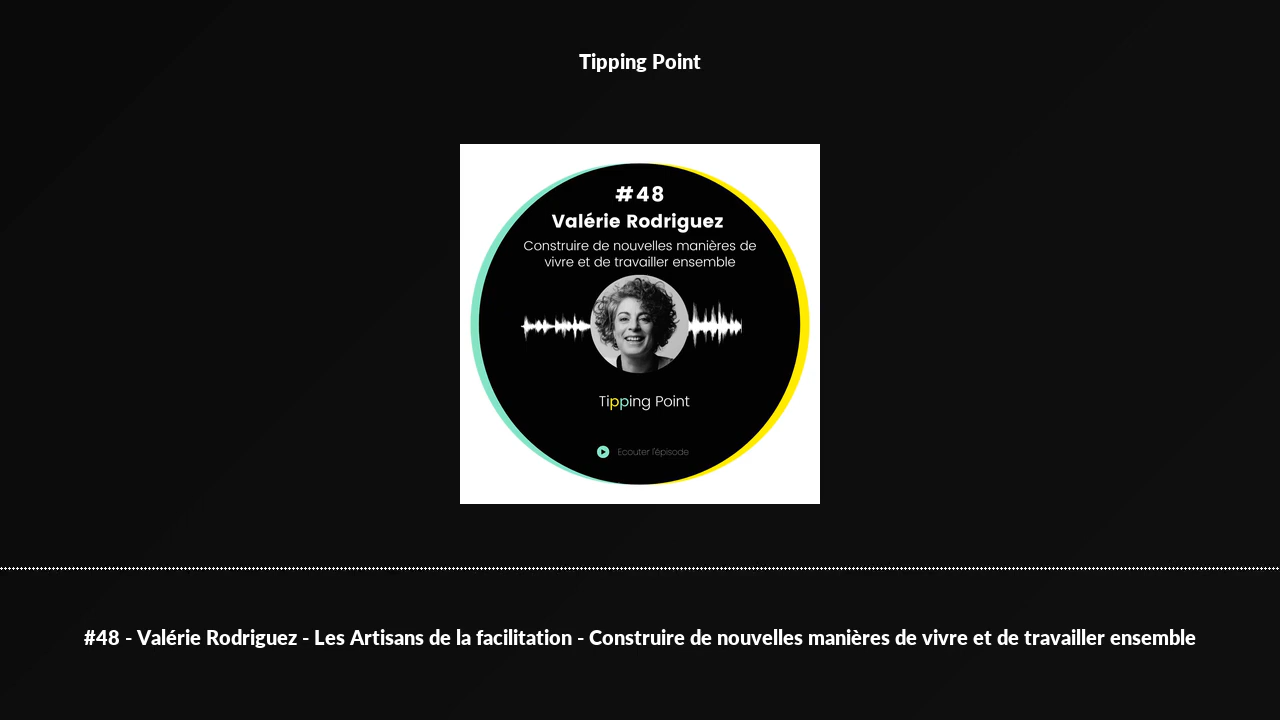 Tipping Point
#48
Valérie Rodriguez
Construire de nouvelles manières de
vivre et de travailler ensemble
Tipping Point
Ecouter l'épisode
#48 - Valérie Rodriguez - Les Artisans de la facilitation - Construire de nouvelles manières de vivre et de travailler ensemble